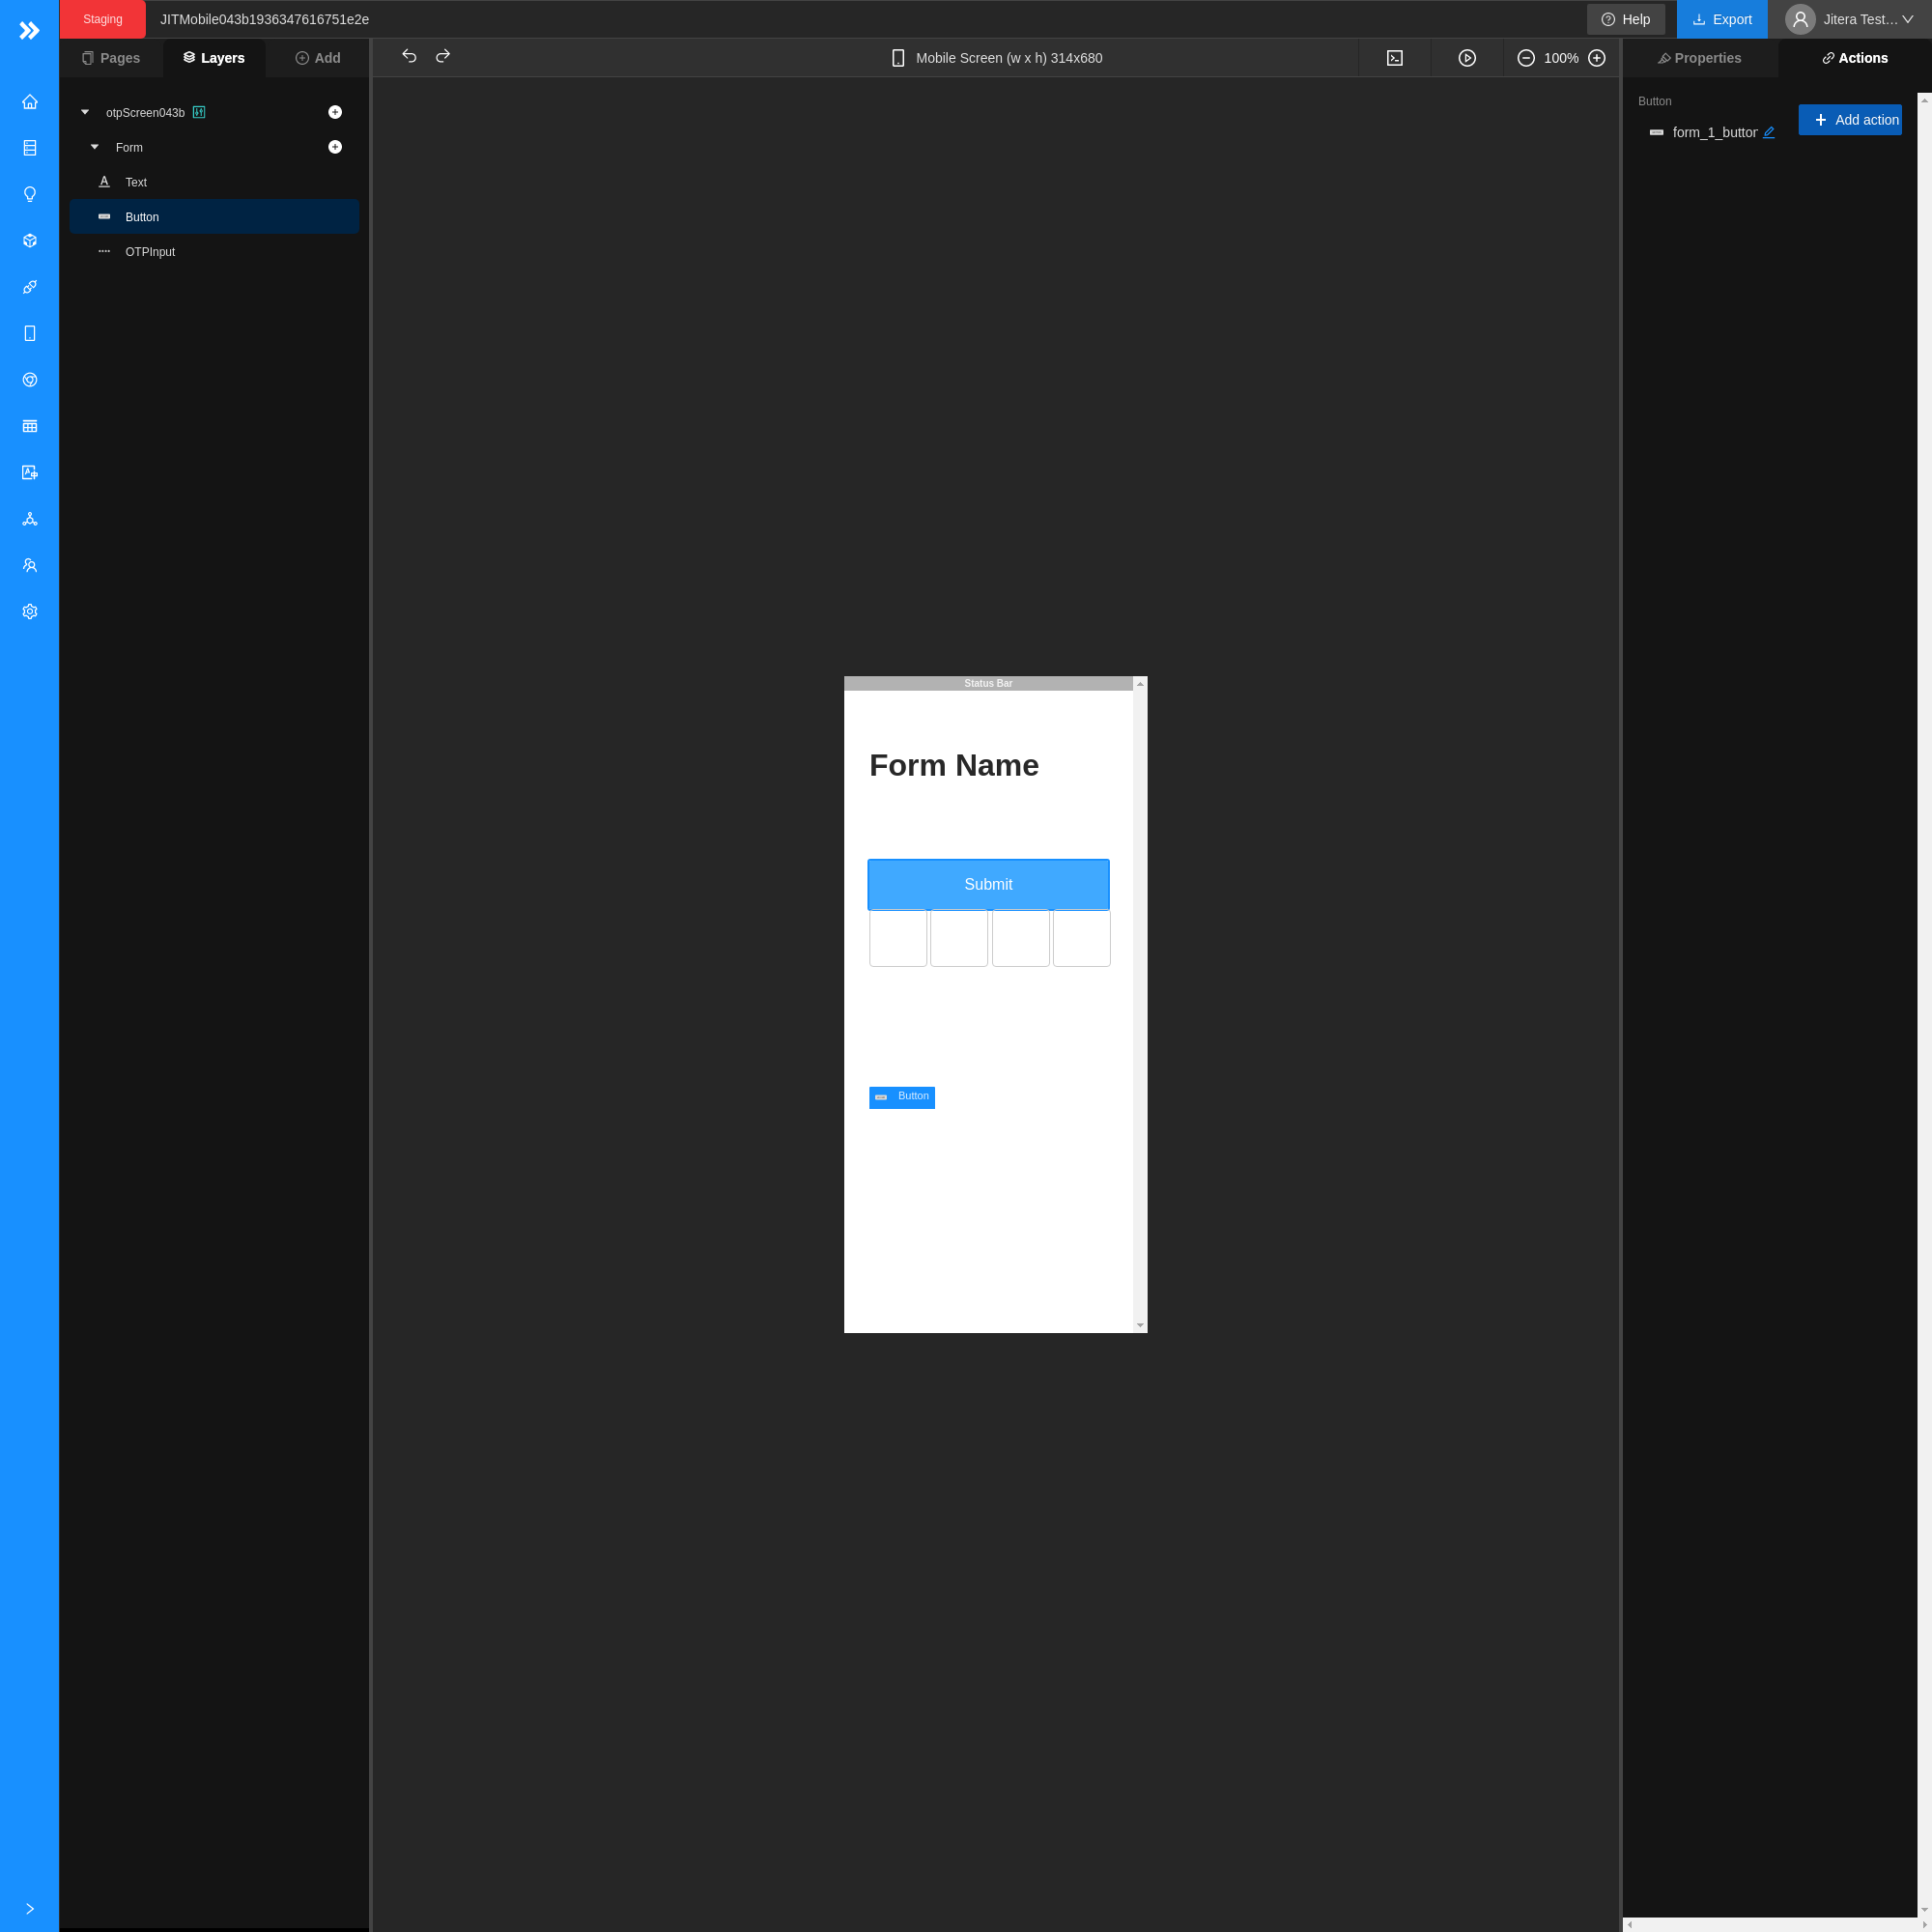 Staging
JITMobile043b1936347616751e2e
Help
Export
Jitera Test…
Pages
Layers
Add
Mobile Screen (w x h) 314x680
100%
Properties
Actions
otpScreen043b
Form
Text
Button
OTPInput
Button
form_1_button
Add action
Status Bar
Form Name
Submit
Button